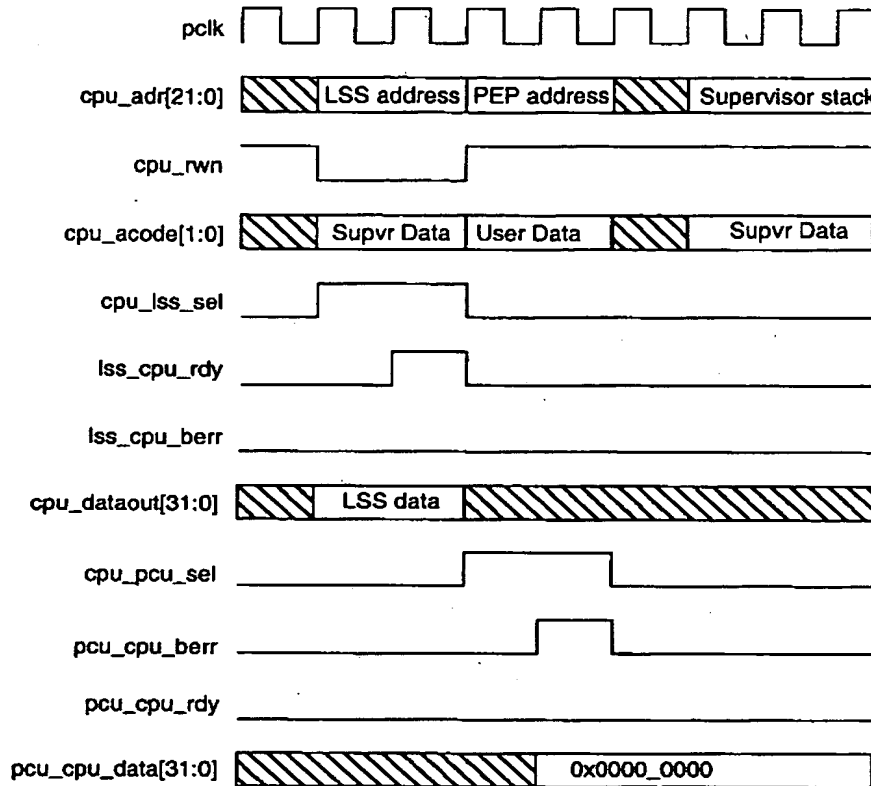 pclk
cpu_adr[21:0] LSS address PEP address Supervisor stack
cpu_rwn
cpu_acode[1:0] Supvr Data User Data Supvr Data
cpu_lss_sel
lss_cpu_rdy
lss_cpu_berr
cpu_dataout[31:0] LSS data
cpu_pcu_sel
pcu_cpu_berr
pcu_cpu_rdy
pcu_cpu_data[31:0] 0x0000_0000